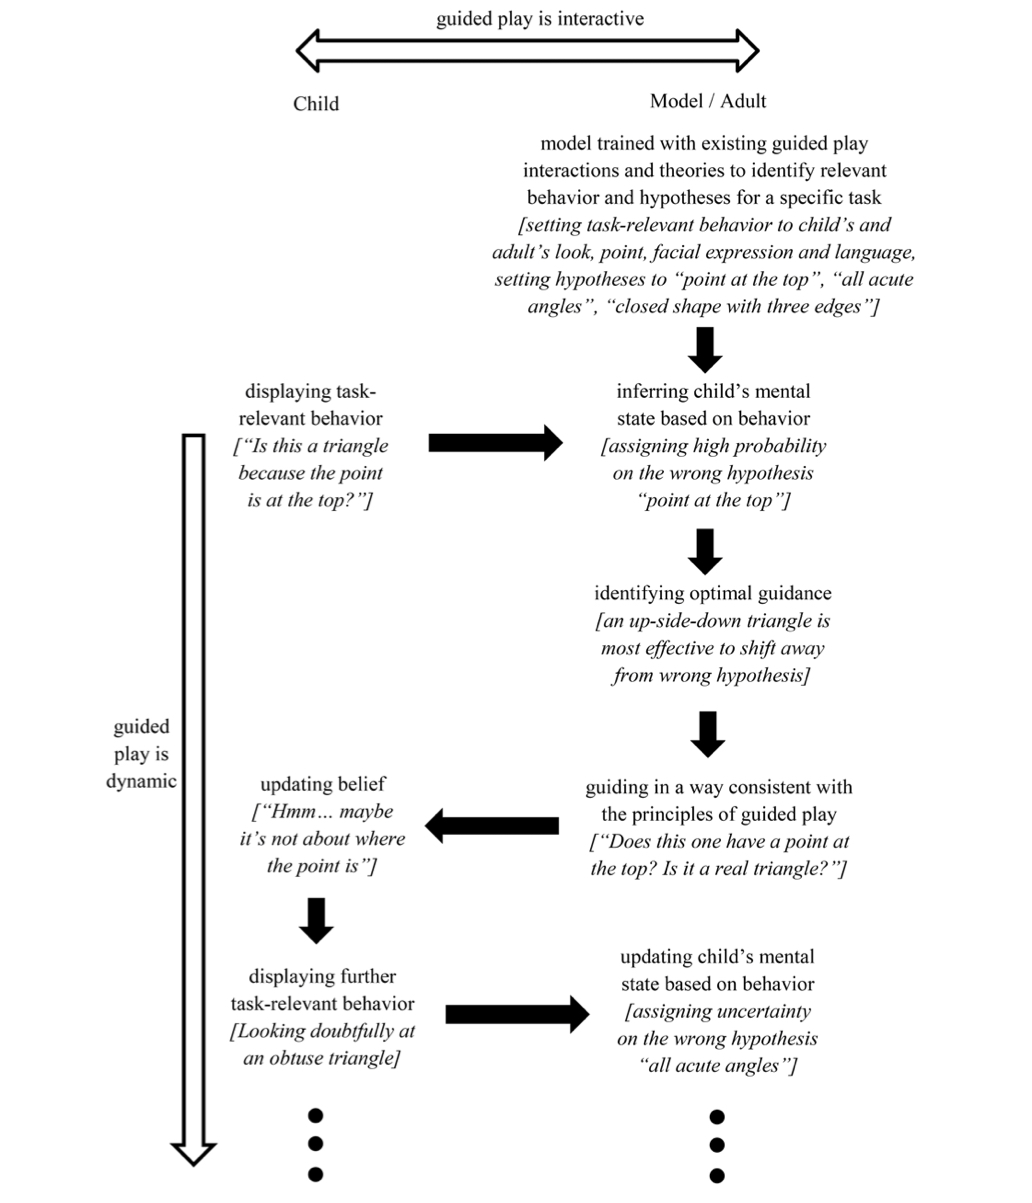 guided play is interactive
Child
Model / Adult
model trained with existing guided play
interactions and theories to identify relevant
behavior and hypotheses for a specific task
[setting task-relevant behavior to child's and
adult's look, point, facial expression and language,
setting hypotheses to “point at the top”, “all acute
angles”, “closed shape with three edges”]
displaying task-
relevant behavior
[“Is this a triangle
because the point
is at the top?”]
inferring child's mental
state based on behavior
[assigning high probability
on the wrong hypothesis
“point at the top”]
identifying optimal guidance
[an up-side-down triangle is
most effective to shift away
from wrong hypothesis]
guided
play is
dynamic
updating belief
[“Hmm… maybe
it's not about where
the point is”]
guiding in a way consistent with
the principles of guided play
[“Does this one have a point at
the top? Is it a real triangle?”]
displaying further
task-relevant behavior
[Looking doubtfully at
an obtuse triangle]
updating child's mental
state based on behavior
[assigning uncertainty
on the wrong hypothesis
“all acute angles”]